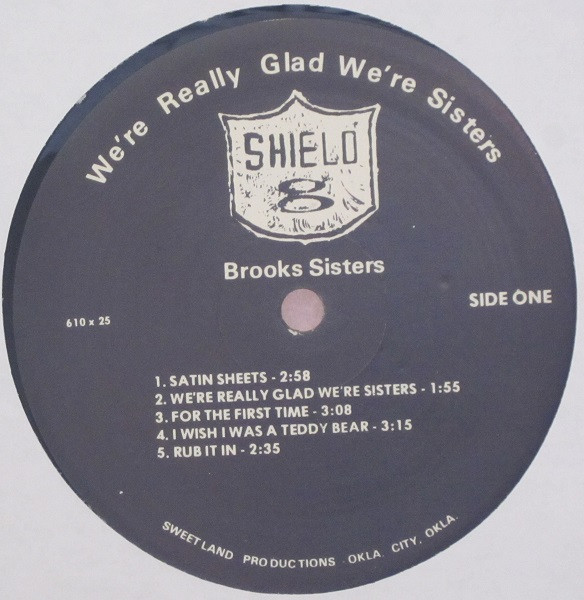 We're Really Glad We're Sisters
SHIELD
8
Brooks Sisters
SIDE ONE
610 x 25
1. SATIN SHEETS - 2:58
2. WE'RE REALLY GLAD WE'RE SISTERS - 1:55
3. FOR THE FIRST TIME - 3:08
4. I WISH I WAS A TEDDY BEAR - 3:15
5. RUB IT IN - 2:35
SWEETLAND PRODUCTIONS OKLA. CITY, OKLA.